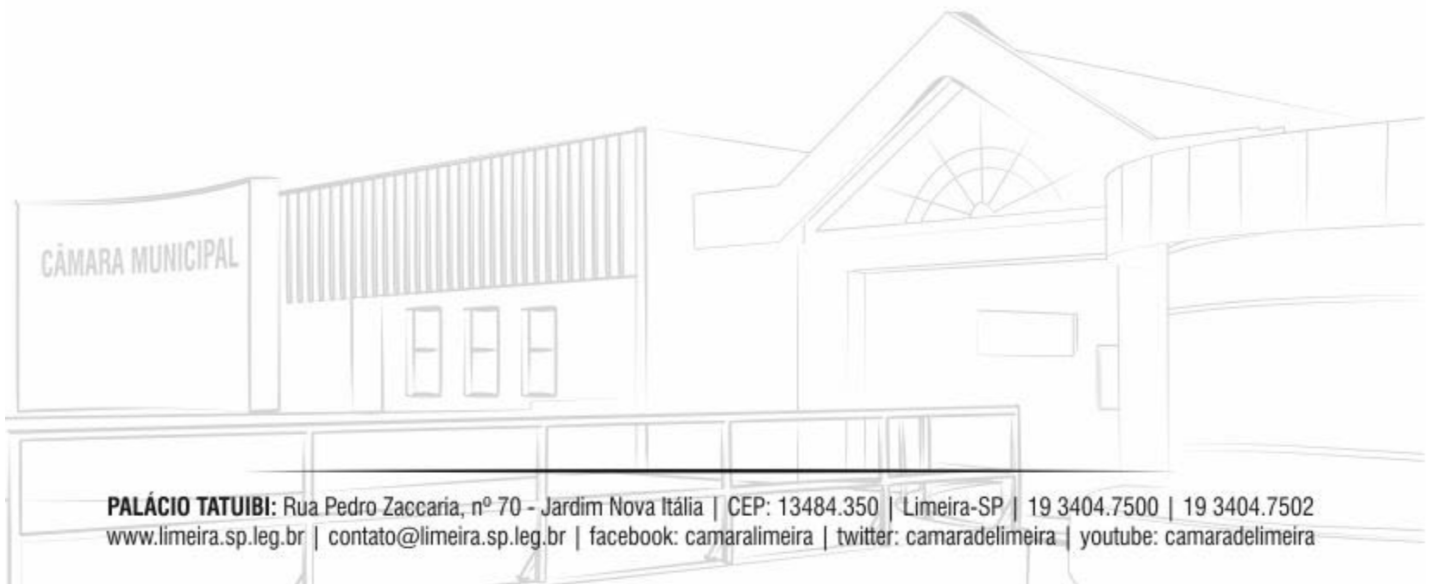 CÂMARA MUNICIPAL
PALÁCIO TATUIBI: Rua Pedro Zaccaria, nº 70 - Jardim Nova Itália | CEP: 13484.350 | Limeira-SP | 19 3404.7500 | 19 3404.7502
www.limeira.sp.leg.br | contato@limeira.sp.leg.br | facebook: camaralimeira | twitter: camaradelimeira | youtube: camaradelimeira